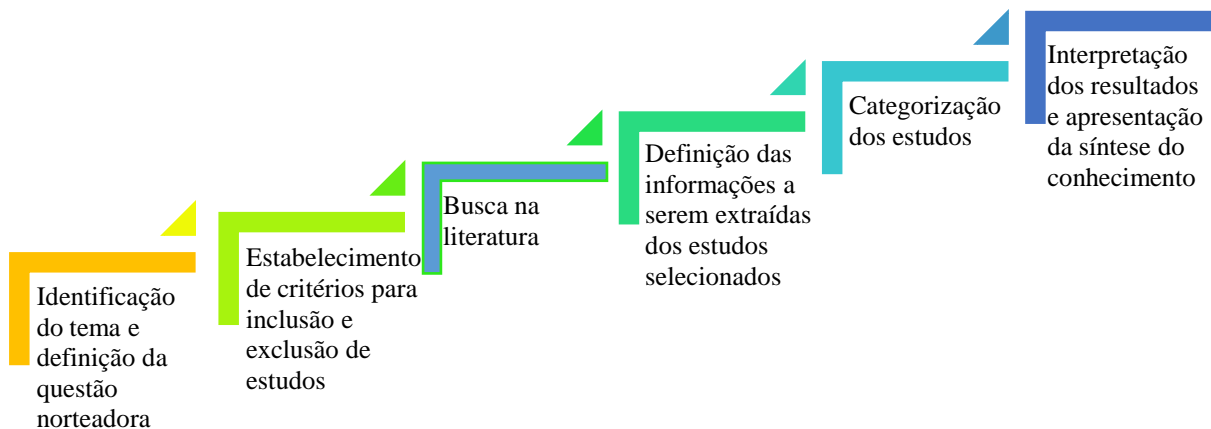 Identificação
do tema e
definição da
questão
norteadora
Estabelecimento
de critérios para
inclusão e
exclusão de
estudos
Busca na
literatura
Definição das
informações a
serem extraídas
dos estudos
selecionados
Categorização
dos estudos
Interpretação
dos resultados
e apresentação
da síntese do
conhecimento